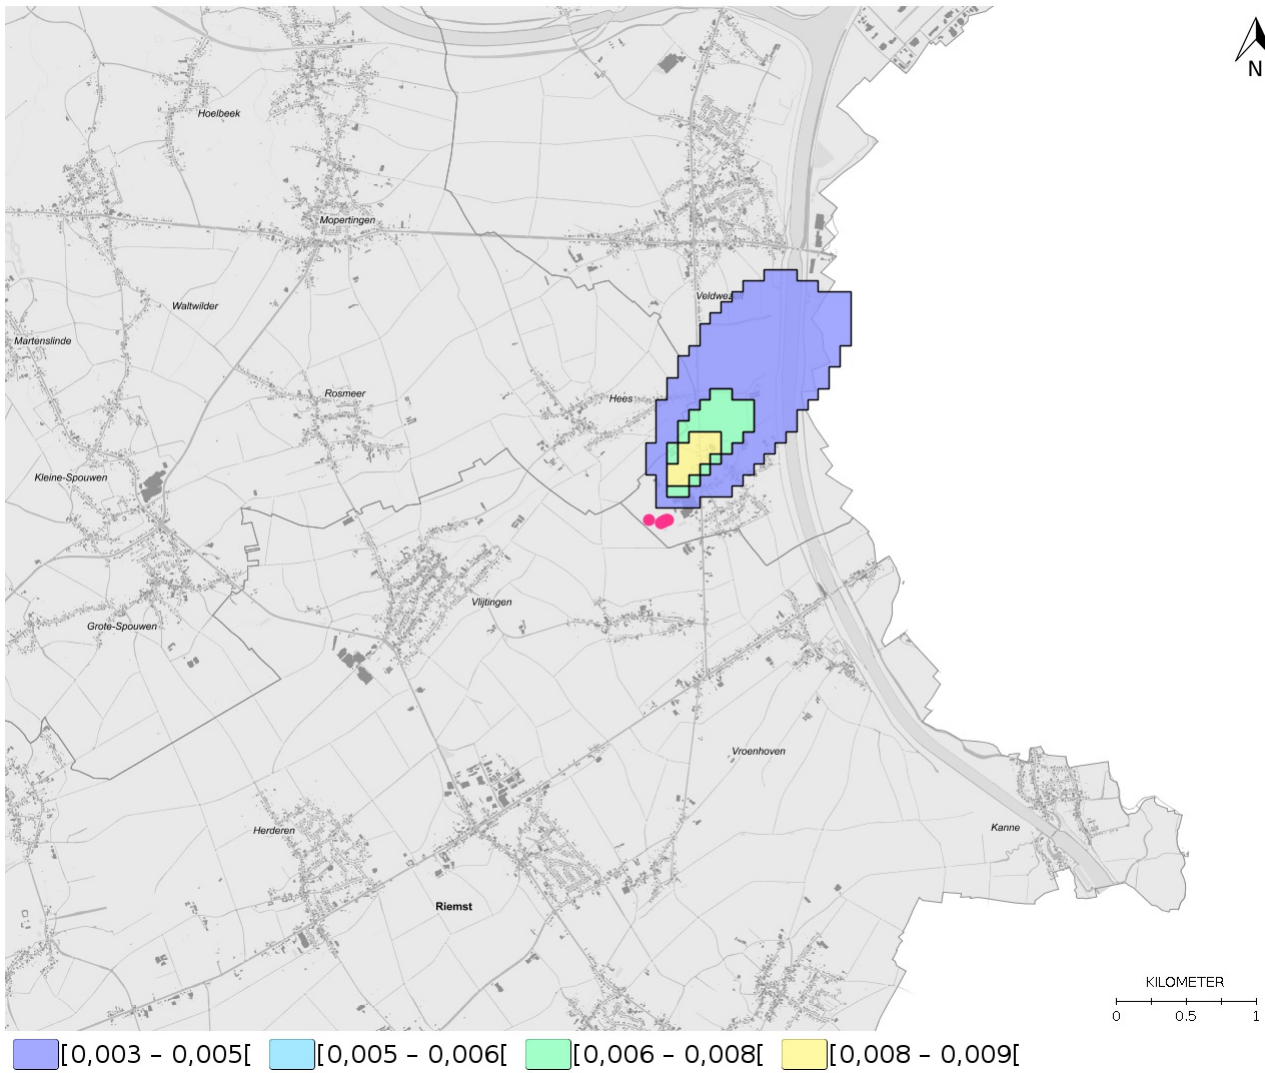 N
Hoelbeek
Mopertingen
Veldwezelt
Waltwilder
Martenslinde
Rosmeer
Hees
Kleine-Spouwen
Vlijtingen
Grote-Spouwen
Vroenhoven
Herderen
Kanne
Riemst
KILOMETER
0 0.5 1
[0,003 – 0,005[ [0,005 – 0,006[ [0,006 – 0,008[ [0,008 – 0,009[